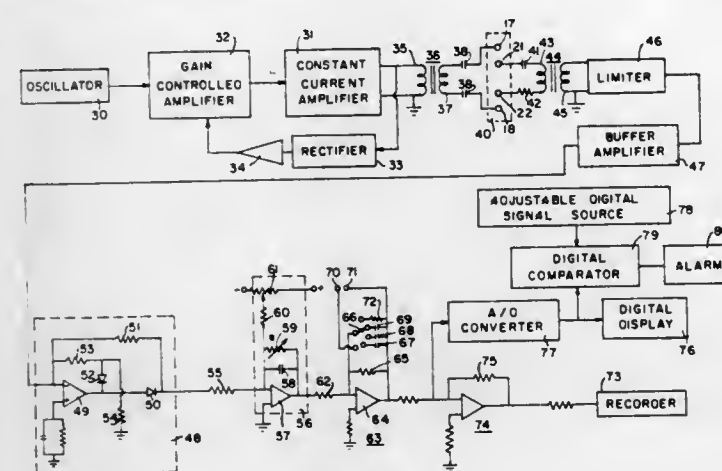 32
31
34
35
36
38
17
21
41
43
44
46
OSCILLATOR
30
GAIN
CONTROLLED
AMPLIFIER
CONSTANT
CURRENT
AMPLIFIER
37
38
42
45
LIMITER
40
22
18
RECTIFIER
33
BUFFER
AMPLIFIER
47
ADJUSTABLE DIGITAL
SIGNAL SOURCE
78
79
DIGITAL
COMPARATOR
ALARM
61
70
71
60
72
69
66
68
67
59
58
65
A/D
CONVERTER
77
DIGITAL
DISPLAY
76
51
53
52
49
50
54
48
55
57
56
62
64
63
75
74
73
RECORDER